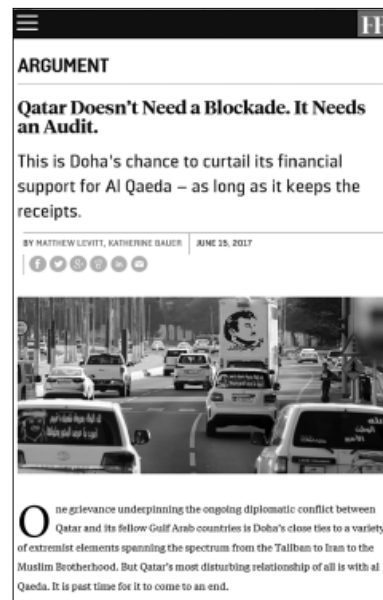 ARGUMENT
Qatar Doesn't Need a Blockade. It Needs
an Audit.
This is Doha's chance to curtail its financial
support for Al Qaeda — as long as it keeps the
receipts.
BY MATTHEW LEVITT, KATHERINE BAUER JUNE 15, 2017
One grievance underpinning the ongoing diplomatic conflict between
Qatar and its fellow Gulf Arab countries is Doha's close ties to a variety
of extremist elements spanning the spectrum from the Taliban to Iran to the
Muslim Brotherhood. But Qatar's most disturbing relationship of all is with al
Qaeda. It is past time for it to come to an end.